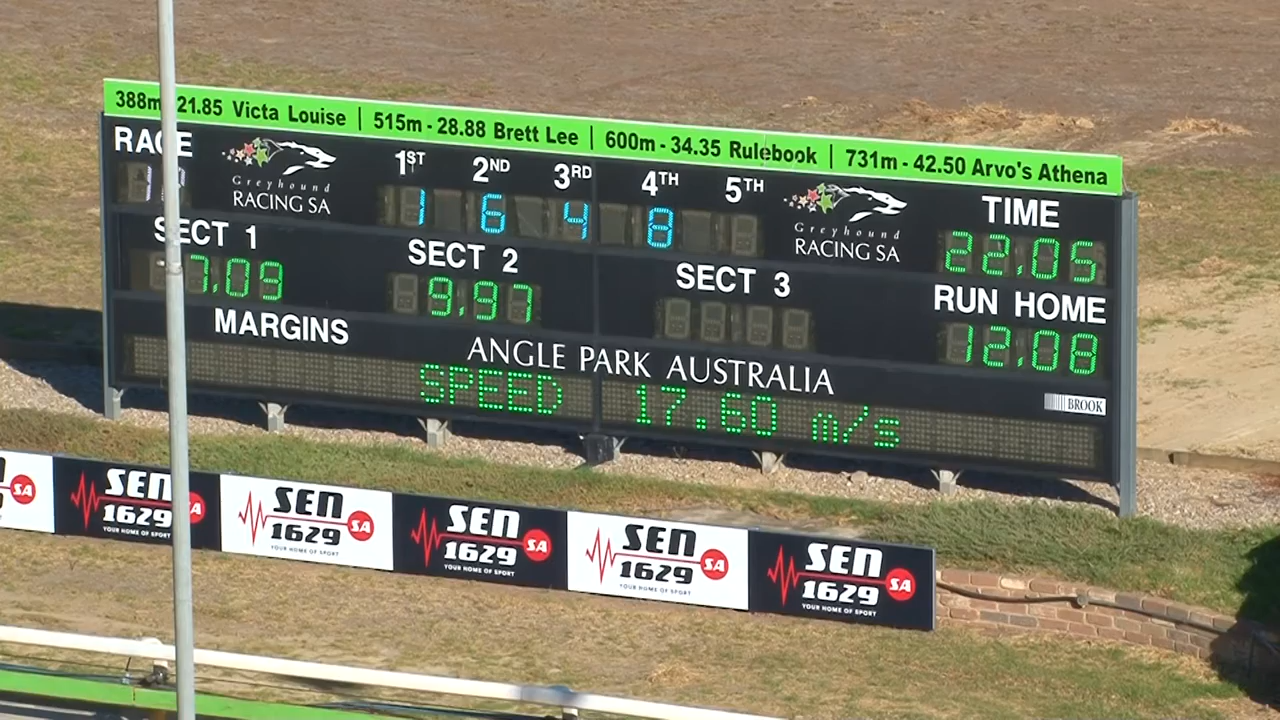 388m 21.85 Victa Louise | 515m - 28.88 Brett Lee | 600m - 34.35 Rulebook | 731m - 42.50 Arvo's Athena
RACE
Greyhound
RACING SA
1ST 2ND 3RD 4TH 5TH
1 6 4 8
Greyhound
RACING SA
TIME
22.05
SECT 1
7.09
SECT 2
9.97
SECT 3
RUN HOME
12.08
MARGINS
ANGLE PARK AUSTRALIA
BROOK
SPEED 17.60 m/s
SA
SEN
1629 SA
YOUR HOME OF SPORT
SEN
1629 SA
YOUR HOME OF SPORT
SEN
1629 SA
YOUR HOME OF SPORT
SEN
1629 SA
YOUR HOME OF SPORT
SEN
1629 SA
YOUR HOME OF SPORT